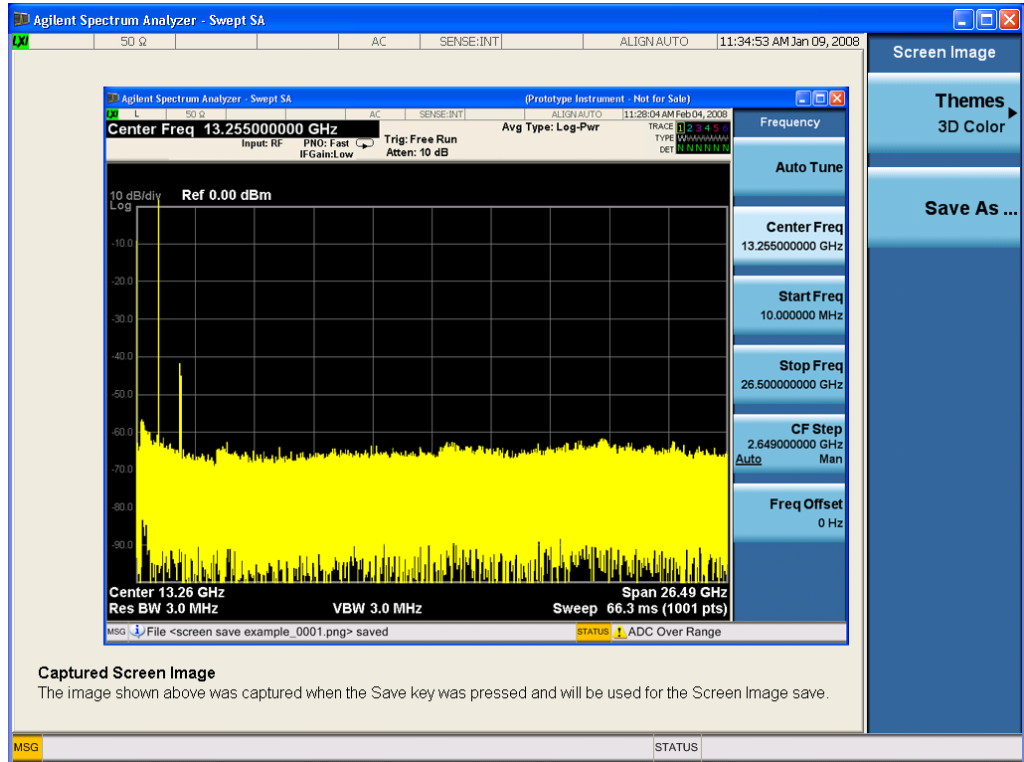 Agilent Spectrum Analyzer - Swept SA
LXI
50 Ω
AC
SENSE:INT
ALIGN AUTO
11:34:53 AM Jan 09, 2008
Screen Image
Themes
3D Color
Save As ...
Agilent Spectrum Analyzer - Swept SA
(Prototype Instrument - Not for Sale)
LXI
L
50 Ω
AC
SENSE:INT
ALIGNAUTO
11:28:04 AM Feb 04, 2008
Center Freq 13.255000000 GHz
Input: RF
PNO: Fast
IFGain:Low
Trig: Free Run
Atten: 10 dB
Avg Type: Log-Pwr
TRACE 1 2 3 4 5 6
TYPE WWWWWW
DET N N N N N N
Frequency
Auto Tune
Center Freq
13.255000000 GHz
Start Freq
10.000000 MHz
Stop Freq
26.500000000 GHz
CF Step
2.649000000 GHz
Auto Man
Freq Offset
0 Hz
10 dB/div
Log
Ref 0.00 dBm
-10.0
-20.0
-30.0
-40.0
-50.0
-60.0
-70.0
-80.0
-90.0
Center 13.26 GHz
Span 26.49 GHz
Res BW 3.0 MHz
VBW 3.0 MHz
Sweep 66.3 ms (1001 pts)
MSG
File <screen save example_0001.png> saved
STATUS
ADC Over Range
Captured Screen Image
The image shown above was captured when the Save key was pressed and will be used for the Screen Image save.
MSG
STATUS